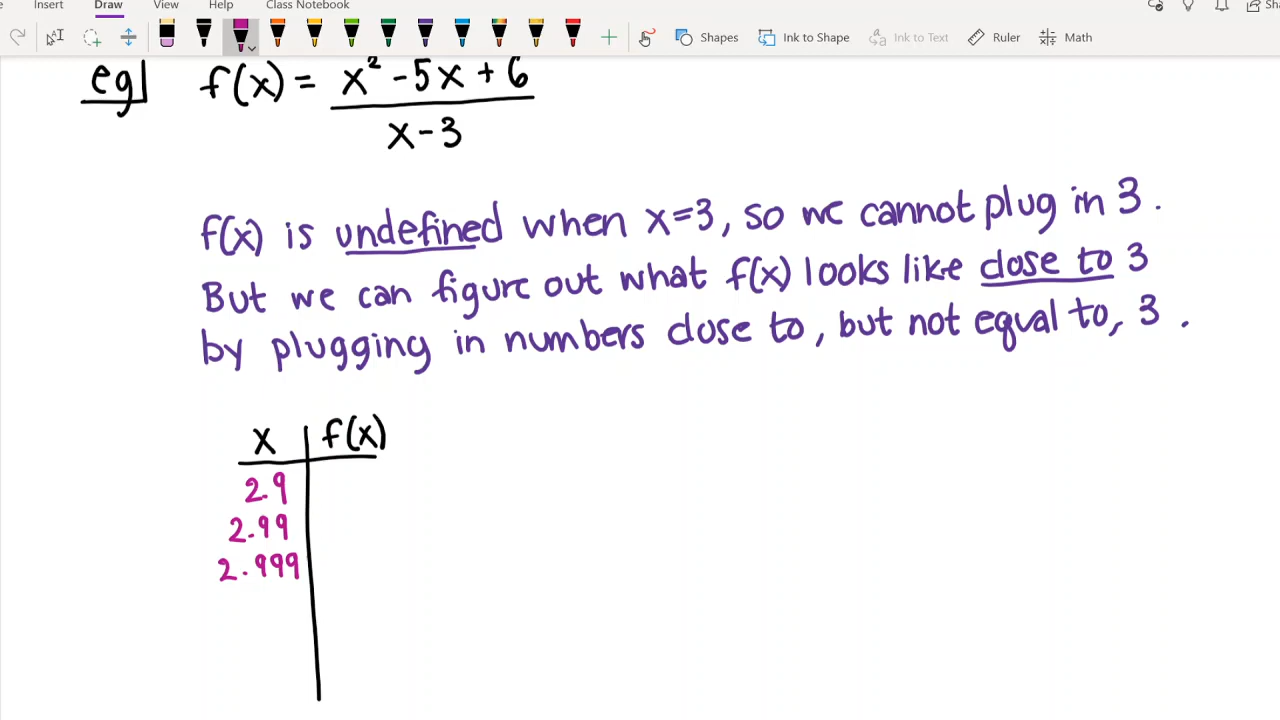 Insert Draw View Help Class Notebook
Shapes Ink to Shape Ink to Text Ruler Math
eg1 f(x) = x² - 5x + 6
x - 3
f(x) is undefined when x=3, so we cannot plug in 3.
But we can figure out what f(x) looks like close to 3
by plugging in numbers close to, but not equal to, 3.
x f(x)
2.9
2.99
2.999